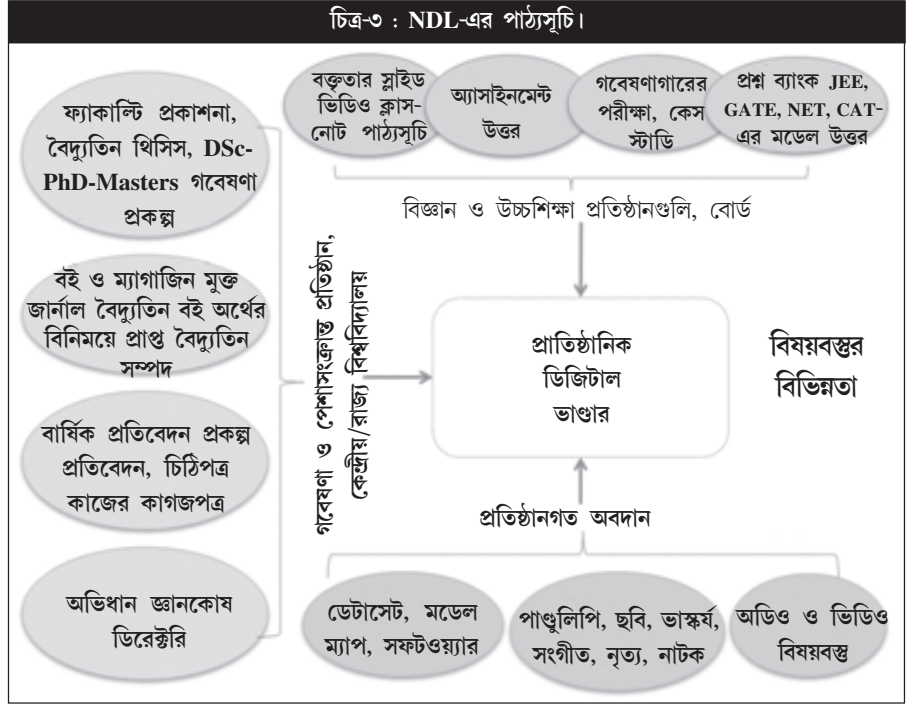 চিত্র-৩ : NDL-এর পাঠ্যসূচি।
ফ্যাকাল্টি প্রকাশনা,
বৈদ্যুতিন থিসিস, DSc-
PhD-Masters গবেষণা
প্রকল্প
বই ও ম্যাগাজিন মুক্ত
জার্নাল বৈদ্যুতিন বই অর্থের
বিনিময়ে প্রাপ্ত বৈদ্যুতিন
সম্পদ
বার্ষিক প্রতিবেদন প্রকল্প
প্রতিবেদন, চিঠিপত্র
কাজের কাগজপত্র
অভিধান জ্ঞানকোষ
ডিরেক্টরি
বক্তৃতার স্লাইড
ভিডিও ক্লাস-
নোট পাঠ্যসূচি
অ্যাসাইনমেন্ট
উত্তর
গবেষণাগারের
পরীক্ষা, কেস
স্টাডি
প্রশ্ন ব্যাংক JEE,
GATE, NET, CAT-
এর মডেল উত্তর
বিজ্ঞান ও উচ্চশিক্ষা প্রতিষ্ঠানগুলি, বোর্ড
গবেষণা ও পেশাসংক্রান্ত প্রতিষ্ঠান,
কেন্দ্রীয়/রাজ্য বিশ্ববিদ্যালয়
প্রাতিষ্ঠানিক
ডিজিটাল
ভাণ্ডার
বিষয়বস্তুর
বিভিন্নতা
প্রতিষ্ঠানগত অবদান
ডেটাসেট, মডেল
ম্যাপ, সফটওয়্যার
পাণ্ডুলিপি, ছবি, ভাস্কর্য,
সংগীত, নৃত্য, নাটক
অডিও ও ভিডিও
বিষয়বস্তু